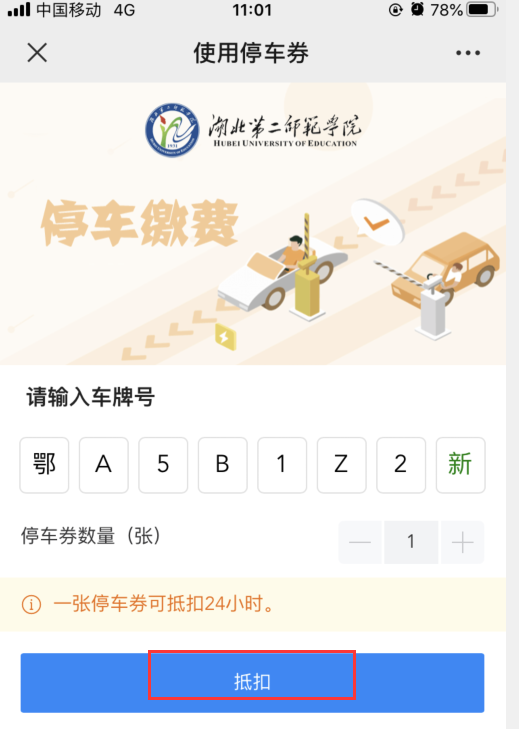 中国移动 4G 11:01 78%
使用停车券
湖北第二师范学院
HUBEI UNIVERSITY OF EDUCATION
停车缴费
请输入车牌号
鄂 A 5 B 1 Z 2 新
停车券数量（张） 1
一张停车券可抵扣24小时。
抵扣